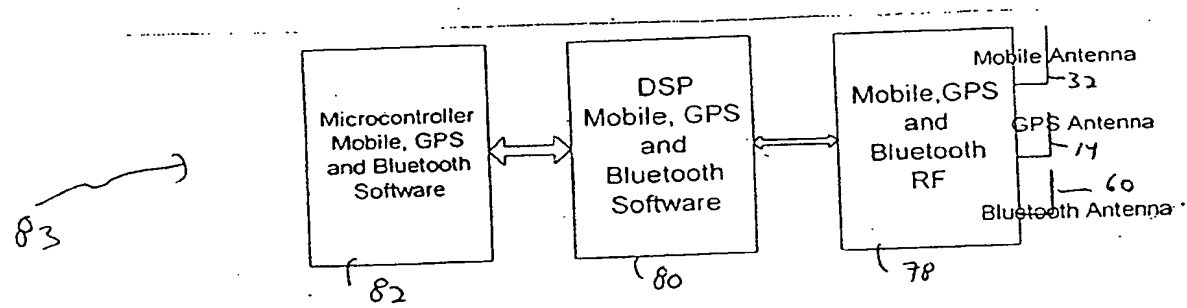 Microcontroller
Mobile, GPS
and Bluetooth
Software
DSP
Mobile, GPS
and
Bluetooth
Software
Mobile,GPS
and
Bluetooth
RF
Mobile Antenna
32
GPS Antenna
14
60
Bluetooth Antenna
83
82
80
78